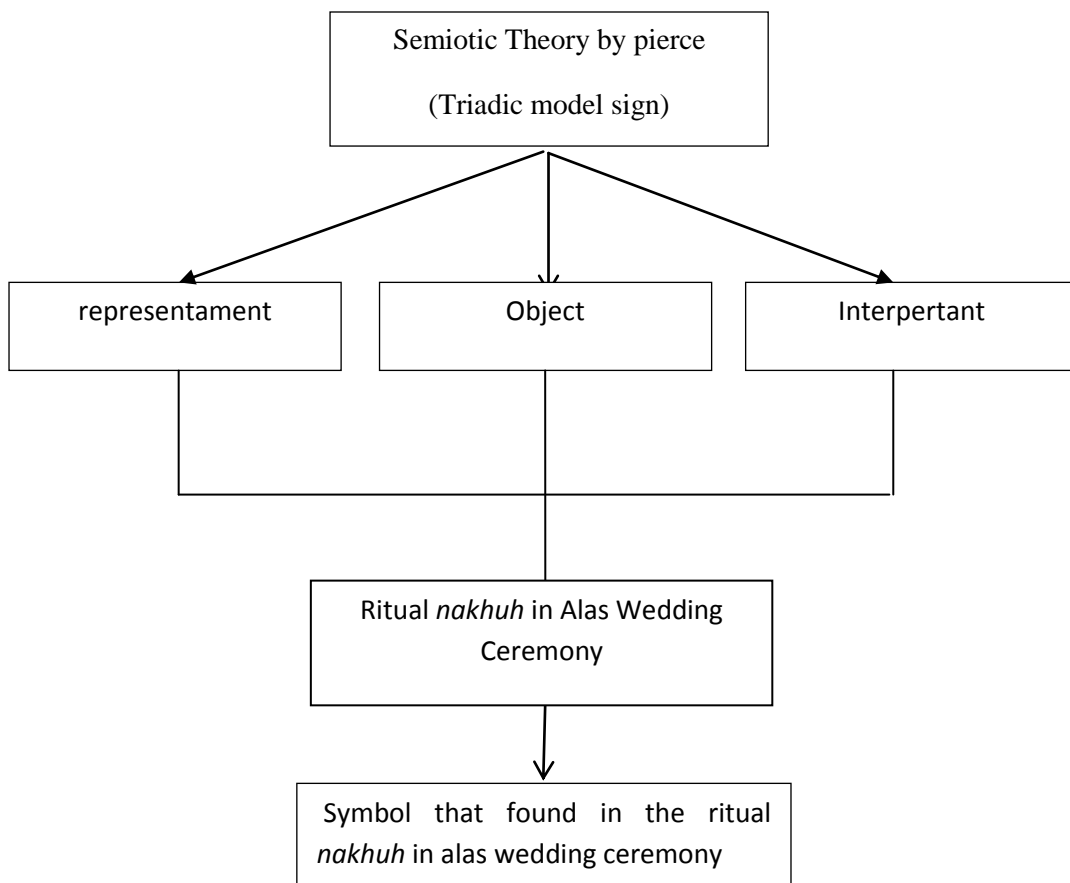 Semiotic Theory by pierce
(Triadic model sign)
representament
Object
Interpertant
Ritual nakhuh in Alas Wedding
Ceremony
Symbol that found in the ritual
nakhuh in alas wedding ceremony